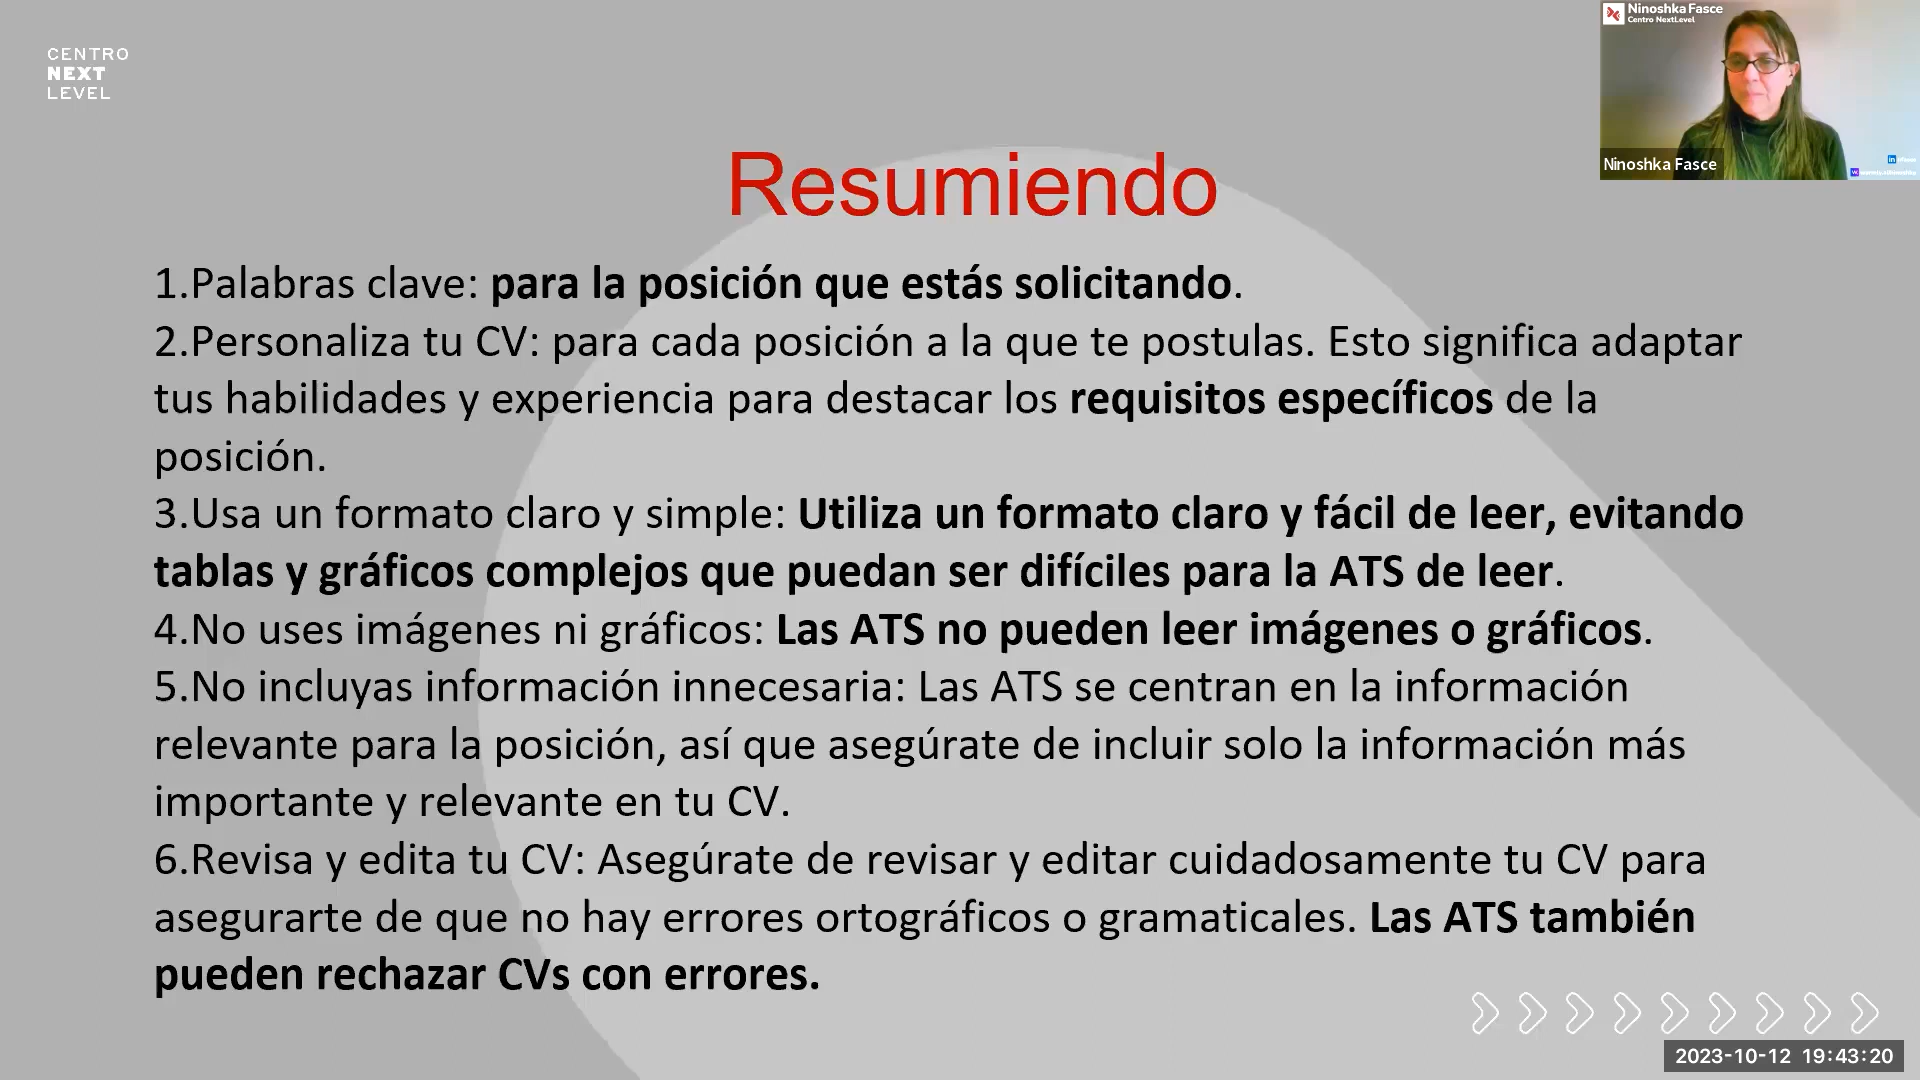 CENTRO
NEXT
LEVEL
Ninoshka Fasce
Centro NextLevel
Ninoshka Fasce
Resumiendo
1.Palabras clave: para la posición que estás solicitando.
2.Personaliza tu CV: para cada posición a la que te postulas. Esto significa adaptar
tus habilidades y experiencia para destacar los requisitos específicos de la
posición.
3.Usa un formato claro y simple: Utiliza un formato claro y fácil de leer, evitando
tablas y gráficos complejos que puedan ser difíciles para la ATS de leer.
4.No uses imágenes ni gráficos: Las ATS no pueden leer imágenes o gráficos.
5.No incluyas información innecesaria: Las ATS se centran en la información
relevante para la posición, así que asegúrate de incluir solo la información más
importante y relevante en tu CV.
6.Revisa y edita tu CV: Asegúrate de revisar y editar cuidadosamente tu CV para
asegurarte de que no hay errores ortográficos o gramaticales. Las ATS también
pueden rechazar CVs con errores.
2023-10-12 19:43:20